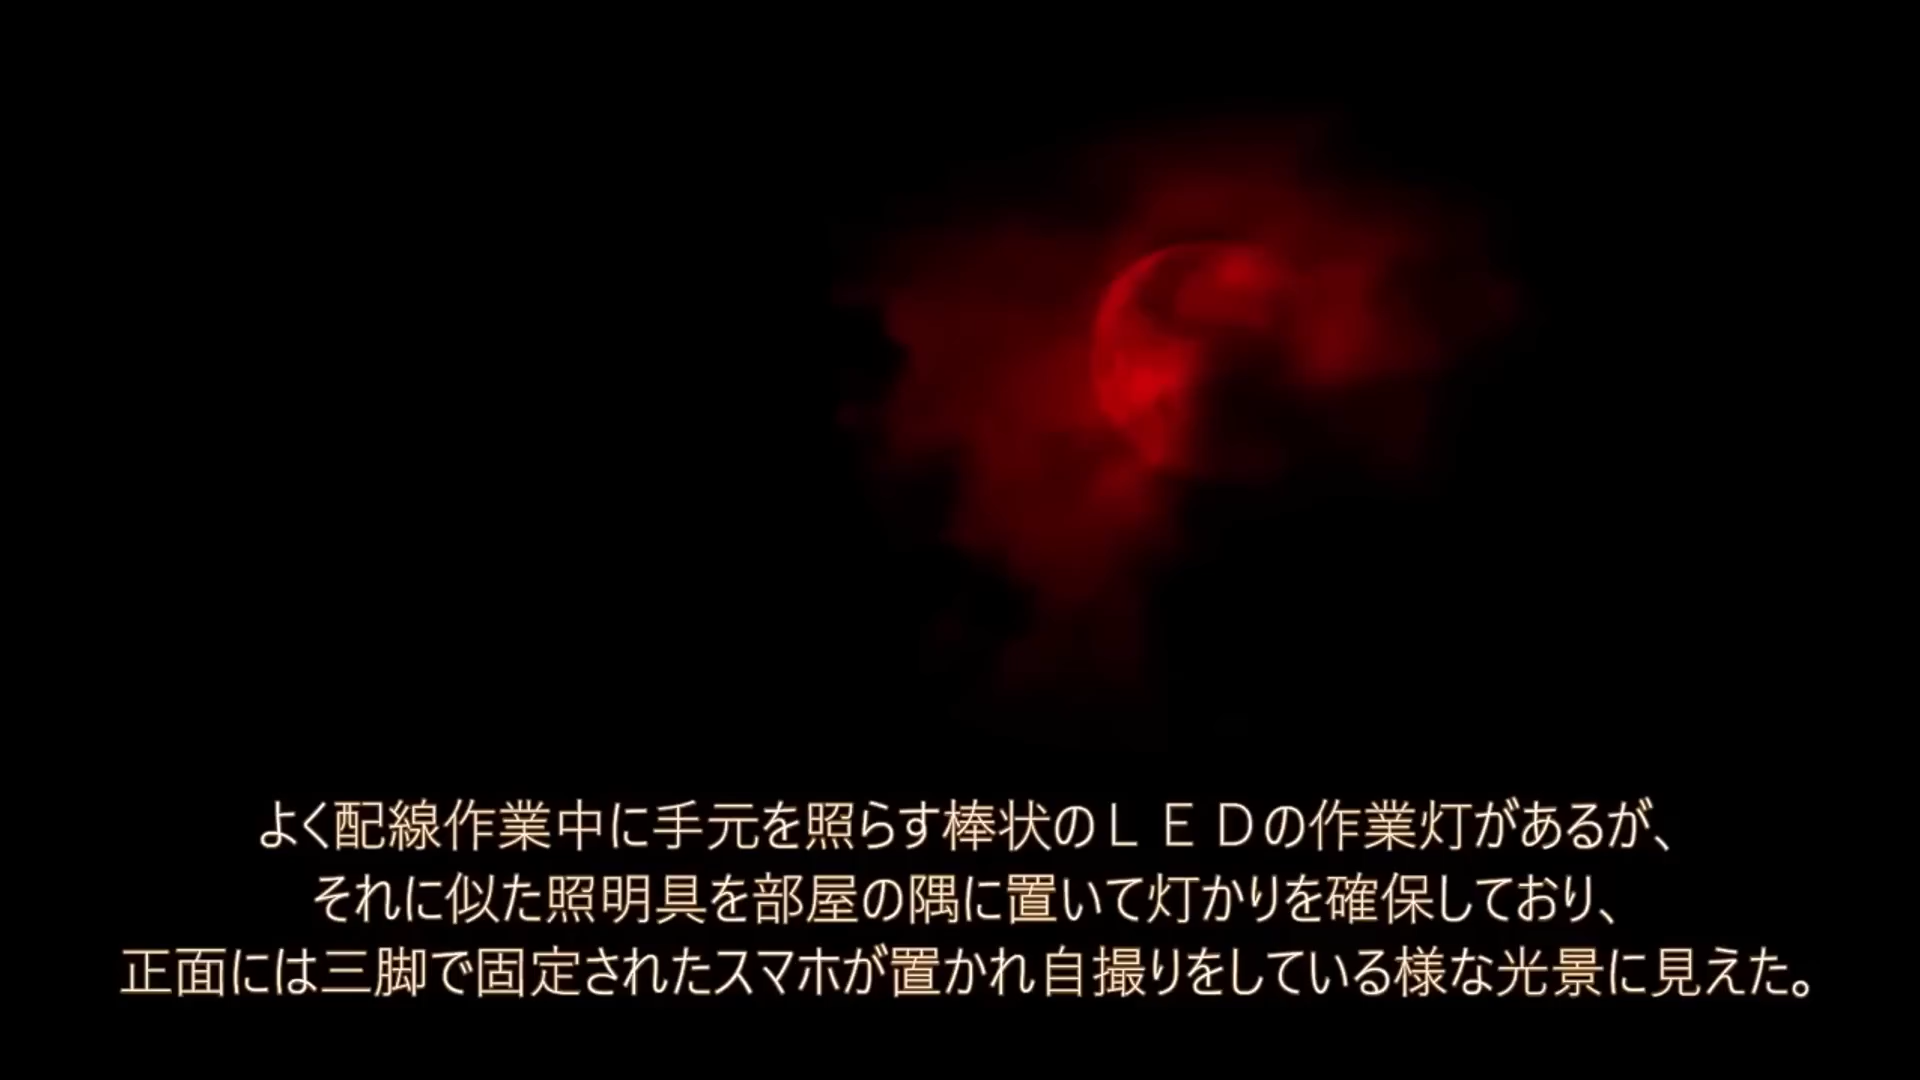 よく配線作業中に手元を照らす棒状のＬＥＤの作業灯があるが、
それに似た照明具を部屋の隅に置いて灯かりを確保しており、
正面には三脚で固定されたスマホが置かれ自撮りをしている様な光景に見えた。